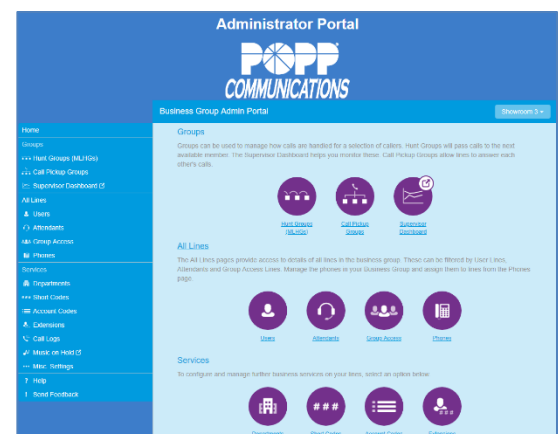 Administrator Portal
POPP
COMMUNICATIONS
Business Group Admin Portal
Showroom 3
Home
Groups
Hunt Groups (MLHGs)
Call Pickup Groups
Supervisor Dashboard
All Lines
Users
Attendants
Group Access
Phones
Services
Departments
### Short Codes
Account Codes
Extensions
Call Logs
Music on Hold
Misc. Settings
? Help
! Send Feedback
Groups
Groups can be used to manage how calls are handled for a selection of callers. Hunt Groups will pass calls to the next
available member. The Supervisor Dashboard helps you monitor these. Call Pickup Groups allow lines to answer each
other's calls.
Hunt Groups
(MLHGs)
Call Pickup
Groups
Supervisor
Dashboard
All Lines
The All Lines pages provide access to details of all lines in the business group. These can be filtered by User Lines,
Attendants and Group Access Lines. Manage the phones in your Business Group and assign them to lines from the Phones
page.
Users
Attendants
Group Access
Phones
Services
To configure and manage further business services on your lines, select an option below.
###
###
Departments
Short Codes
Account Codes
Extensions